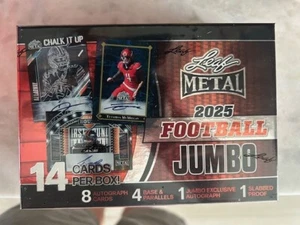 CHALK IT UP
Leaf
METAL
2025
FOOTBALL
JUMBO
14 CARDS
PER BOX!
8 AUTOGRAPH
CARDS
4 BASE &
PARALLELS
1 JUMBO EXCLUSIVE
AUTOGRAPH
1 SLABBED
PROOF